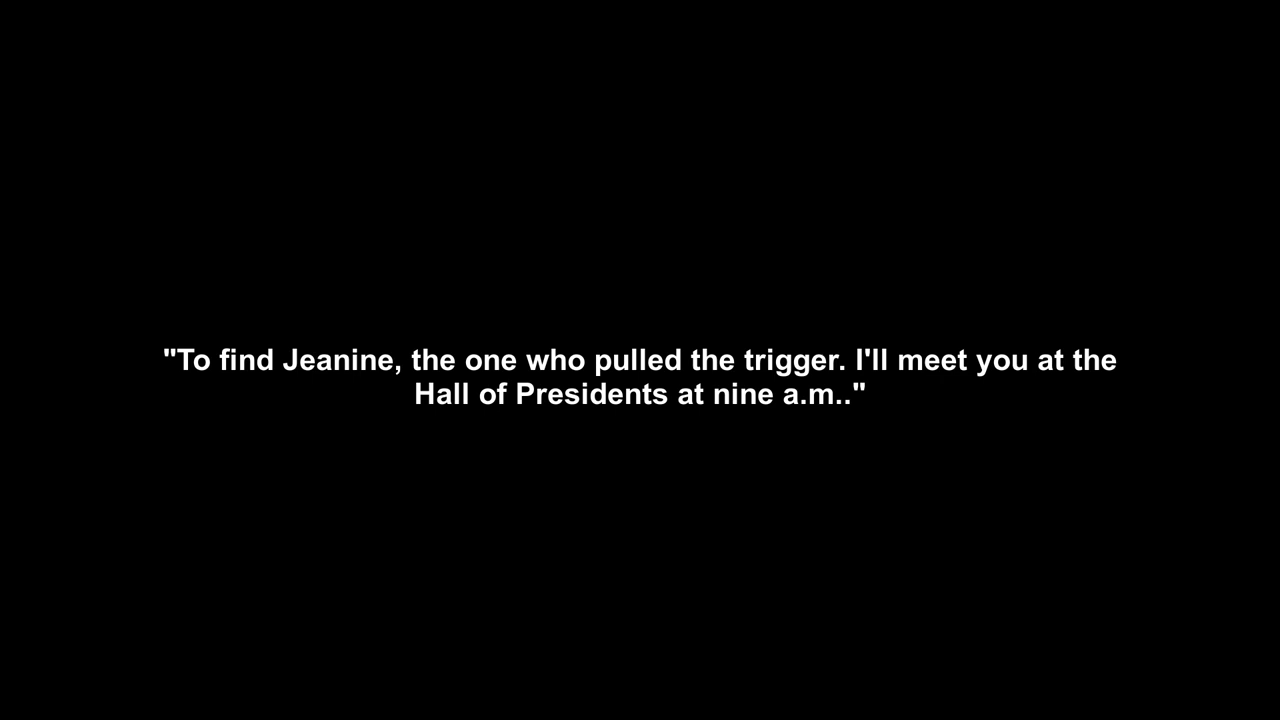 "To find Jeanine, the one who pulled the trigger. I'll meet you at the
Hall of Presidents at nine a.m.."